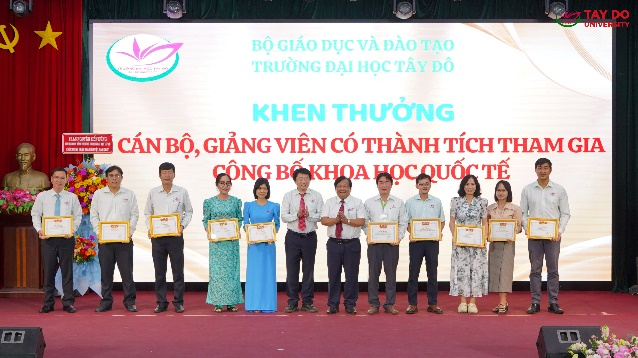 TAY DO
UNIVERSITY
BỘ GIÁO DỤC VÀ ĐÀO TẠO
TRƯỜNG ĐẠI HỌC TÂY ĐÔ
KHEN THƯỞNG
CÁN BỘ, GIẢNG VIÊN CÓ THÀNH TÍCH THAM GIA
CÔNG BỐ KHOA HỌC QUỐC TẾ